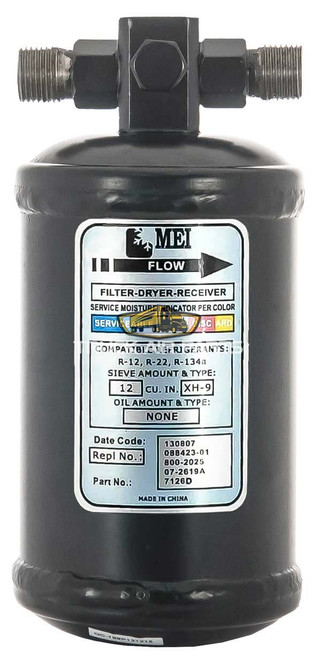 MEI
FLOW
FILTER-DRYER-RECEIVER
SERVICE MOISTURE INDICATOR PER COLOR
COMPATIBLE REFRIGERANTS:
R-12, R-22, R-134a
SIEVE AMOUNT & TYPE:
12 CU. IN. XH-9
OIL AMOUNT & TYPE:
NONE
Date Code: 130807
Repl No.: 088423-01
800-2025
07-2619A
Part No.: 7126D
MADE IN CHINA